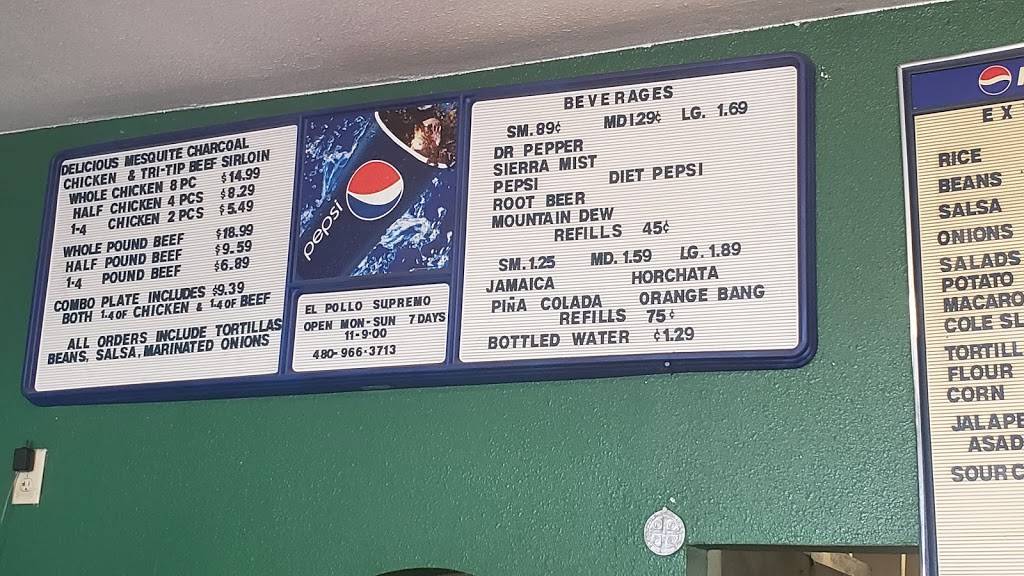 DELICIOUS MESQUITE CHARCOAL
CHICKEN & TRI-TIP BEEF SIRLOIN
WHOLE CHICKEN 8 PC $14.99
HALF CHICKEN 4 PCS $8.29
1-4 CHICKEN 2 PCS $5.49
WHOLE POUND BEEF $18.99
HALF POUND BEEF $9.59
1-4 POUND BEEF $6.89
COMBO PLATE INCLUDES $9.39
BOTH 1-4 OF CHICKEN & 1-4 OF BEEF
ALL ORDERS INCLUDE TORTILLAS
BEANS, SALSA, MARINATED ONIONS
pepsi
EL POLLO SUPREMO
OPEN MON-SUN 7 DAYS
11-9:00
480-966-3713
BEVERAGES
SM. 89¢ MD129¢ LG. 1.69
DR PEPPER
SIERRA MIST
PEPSI DIET PEPSI
ROOT BEER
MOUNTAIN DEW
REFILLS 45¢
SM. 1.25 MD. 1.59 LG. 1.89
JAMAICA HORCHATA
PIÑA COLADA ORANGE BANG
REFILLS 75¢
BOTTLED WATER ¢1.29
EX
RICE
BEANS
SALSA
ONIONS
SALADS
POTATO
MACARO
COLE SL
TORTILL
FLOUR
CORN
JALAPE
ASAD
SOUR C